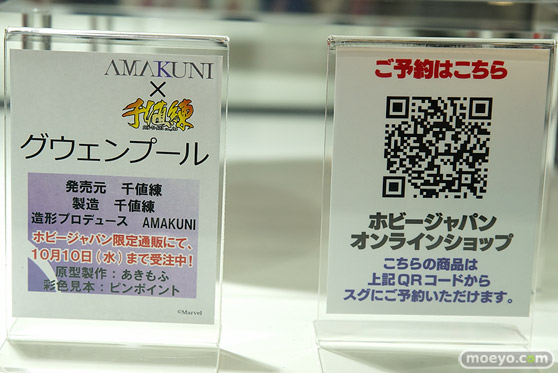 AMAKUNI
×
千値練
グウェンプール
発売元 千値練
製造 千値練
造形プロデュース AMAKUNI
ホビージャパン限定通販にて、
10月10日(水)まで受注中!
原型製作:あきもふ
彩色見本:ピンポイント
©Marvel
ご予約はこちら
ホビージャパン
オンラインショップ
こちらの商品は
上記QRコードから
スグにご予約いただけます。
moeyo.com